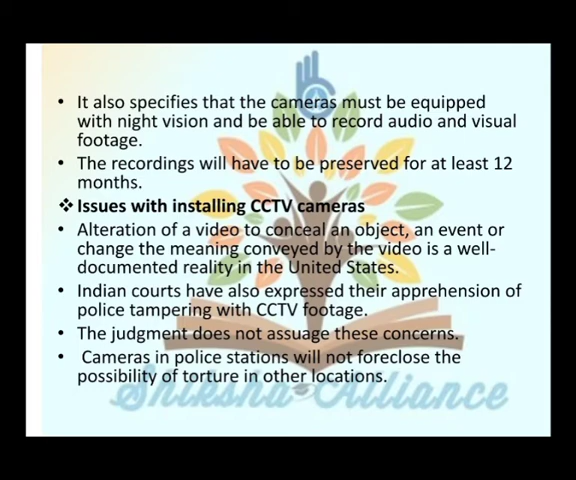 • It also specifies that the cameras must be equipped
with night vision and be able to record audio and visual
footage.
• The recordings will have to be preserved for at least 12
months.
❖ Issues with installing CCTV cameras
• Alteration of a video to conceal an object, an event or
change the meaning conveyed by the video is a well-
documented reality in the United States.
• Indian courts have also expressed their apprehension of
police tampering with CCTV footage.
• The judgment does not assuage these concerns.
• Cameras in police stations will not foreclose the
possibility of torture in other locations.
Shiksha Alliance